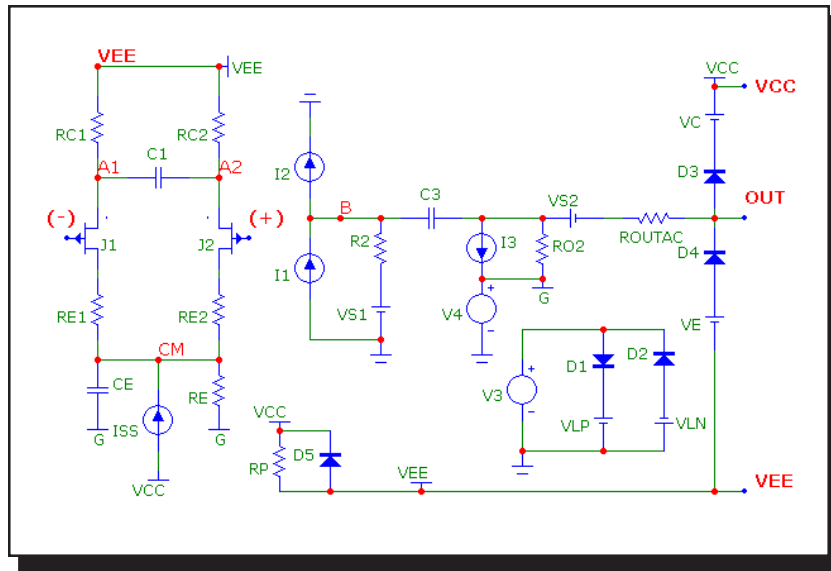 VEE
VEE
VCC
VCC
RC1
RC2
VC
C1
A1
A2
I2
D3
C3
VS2
OUT
B
(-)
(+)
J1
J2
R2
I3
RO2
ROUTAC
D4
I1
G
V4
+
-
RE1
RE2
VS1
VE
CM
+
D1
D2
V3
-
CE
RE
VCC
VLP
VLN
G
ISS
G
D5
RP
VEE
VEE
VCC